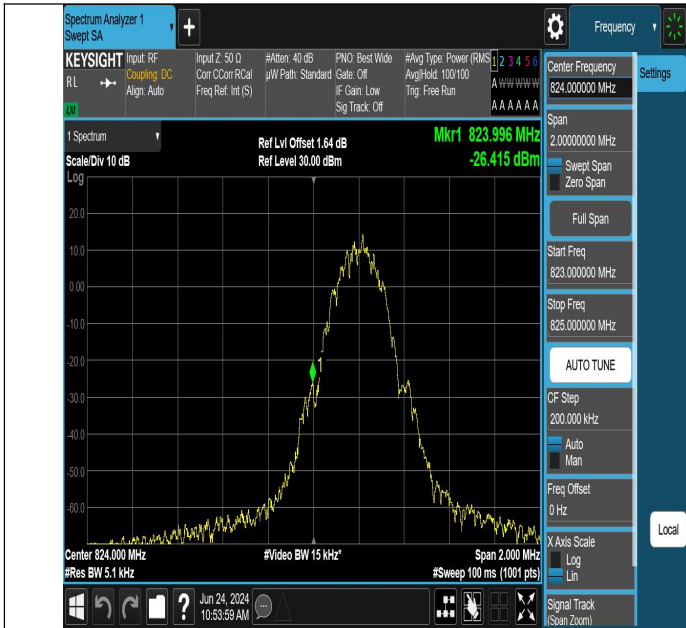 Spectrum Analyzer 1
Swept SA
Frequency
KEYSIGHT
RL
LXI
Input: RF
Coupling: DC
Align: Auto
Input Z: 50 Ω
Corr CCorr RCal
Freq Ref: Int (S)
#Atten: 40 dB
µW Path: Standard
PNO: Best Wide
Gate: Off
IF Gain: Low
Sig Track: Off
#Avg Type: Power (RMS
Avg|Hold: 100/100
Trig: Free Run
1 2 3 4 5 6
A W W W W W
A A A A A A
1 Spectrum
Scale/Div 10 dB
Log
Ref Lvl Offset 1.64 dB
Ref Level 30.00 dBm
Mkr1 823.996 MHz
-26.415 dBm
20.0
10.0
0.00
-10.0
-20.0
-30.0
-40.0
-50.0
-60.0
1
Center 824.000 MHz
#Res BW 5.1 kHz
#Video BW 15 kHz*
Span 2.000 MHz
#Sweep 100 ms (1001 pts)
Center Frequency
824.000000 MHz
Span
2.00000000 MHz
Swept Span
Zero Span
Full Span
Start Freq
823.000000 MHz
Stop Freq
825.000000 MHz
AUTO TUNE
CF Step
200.000 kHz
Auto
Man
Freq Offset
0 Hz
X Axis Scale
Log
Lin
Signal Track
(Span Zoom)
Settings
Local
?
Jun 24, 2024
10:53:59 AM